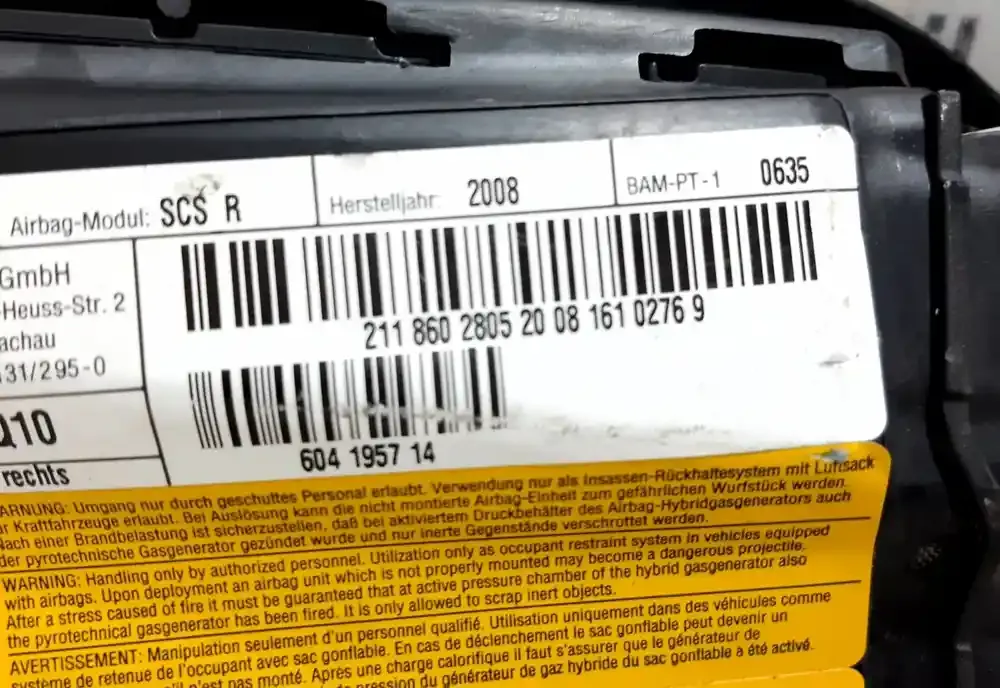 Airbag-Modul: SCS R
Herstelljahr: 2008
BAM-PT-1 0635
GmbH
-Heuss-Str. 2
achau
131/295-0
Q10
rechts
211 860 2805 20 08 161 0276 9
604 1957 14
ARNUNG: Umgang nur durch geschultes Personal erlaubt. Verwendung nur als Insassen-Rückhaltesystem mit Luftsack
r Kraftfahrzeuge erlaubt. Bei Auslösung kann die nicht montierte Airbag-Einheit zum gefährlichen Wurfstück werden.
Nach einer Brandbelastung ist sicherzustellen, daß bei aktiviertem Druckbehälter des Airbag-Hybridgasgenerators auch
der pyrotechnische Gasgenerator gezündet wurde und nur inerte Gegenstände verschrottet werden.
WARNING: Handling only by authorized personnel. Utilization only as occupant restraint system in vehicles equipped
with airbags. Upon deployment an airbag unit which is not properly mounted may become a dangerous projectile.
After a stress caused of fire it must be guaranteed that at active pressure chamber of the hybrid gasgenerator also
the pyrotechnical gasgenerator has been fired. It is only allowed to scrap inert objects.
AVERTISSEMENT: Manipulation seulement d'un personnel qualifié. Utilisation uniquement dans des véhicules comme
système de retenue de l'occupant avec sac gonflable. En cas de déclenchement le sac gonflable peut devenir un
qu'il n'est pas monté. Après une charge calorifique il faut s'assurer que le générateur de
pression du générateur de gaz hybride du sac gonflable a été activé.